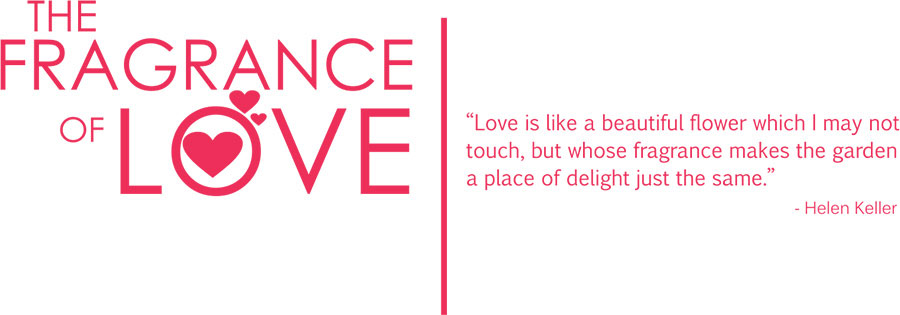 THE
FRAGRANCE
OF LOVE
“Love is like a beautiful flower which I may not
touch, but whose fragrance makes the garden
a place of delight just the same.”
- Helen Keller